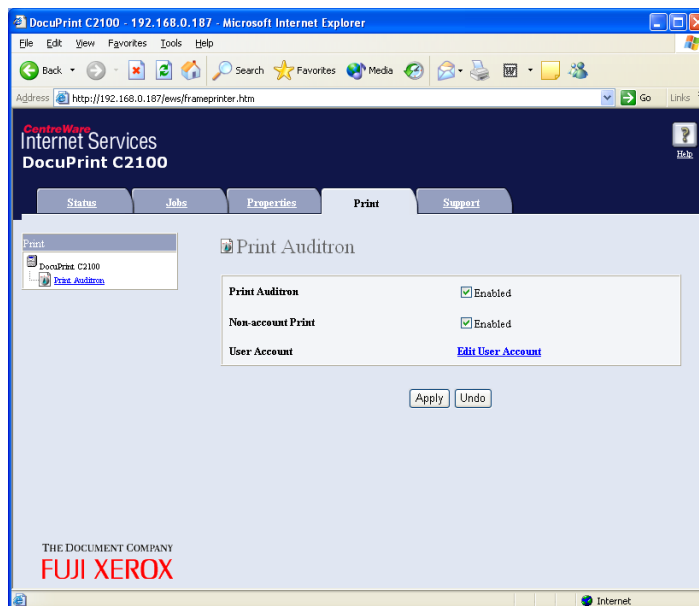 DocuPrint C2100 - 192.168.0.187 - Microsoft Internet Explorer
File Edit View Favorites Tools Help
Back Search Favorites Media
Address http://192.168.0.187/ews/frameprinter.htm Go Links
CentreWare
Internet Services
DocuPrint C2100
Help
Status Jobs Properties Print Support
Print
DocuPrint C2100
Print Auditron
Print Auditron
Print Auditron Enabled
Non-account Print Enabled
User Account Edit User Account
Apply Undo
THE DOCUMENT COMPANY
FUJI XEROX
Internet